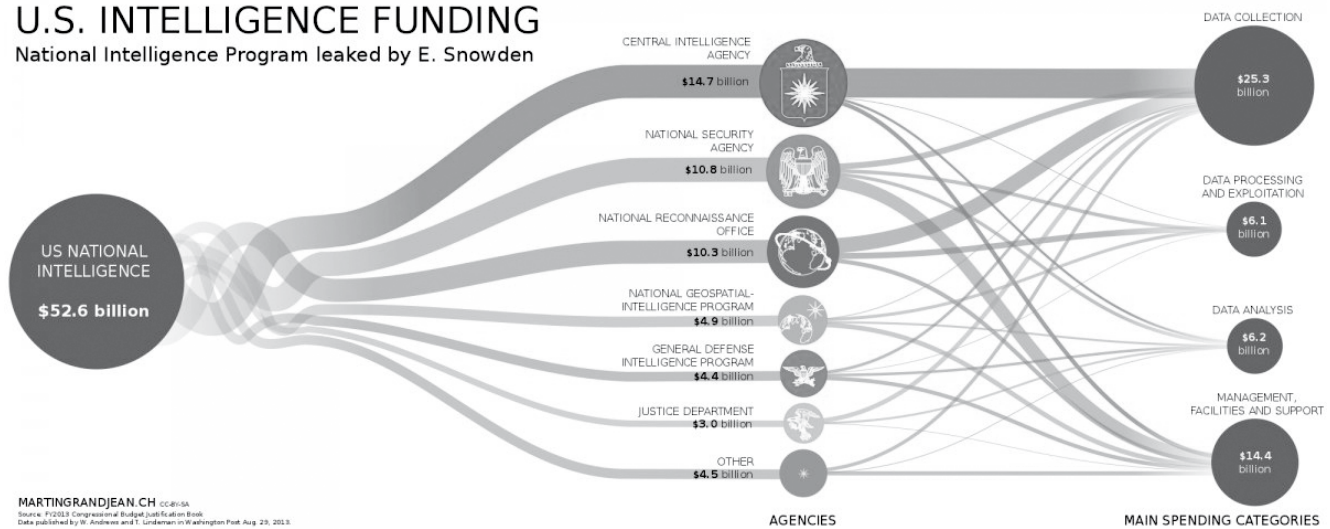 U.S. INTELLIGENCE FUNDING
National Intelligence Program leaked by E. Snowden
US NATIONAL
INTELLIGENCE
$52.6 billion
CENTRAL INTELLIGENCE
AGENCY
$14.7 billion
NATIONAL SECURITY
AGENCY
$10.8 billion
NATIONAL RECONNAISSANCE
OFFICE
$10.3 billion
NATIONAL GEOSPATIAL-
INTELLIGENCE PROGRAM
$4.9 billion
GENERAL DEFENSE
INTELLIGENCE PROGRAM
$4.4 billion
JUSTICE DEPARTMENT
$3.0 billion
OTHER
$4.5 billion
AGENCIES
DATA COLLECTION
$25.3
billion
DATA PROCESSING
AND EXPLOITATION
$6.1
billion
DATA ANALYSIS
$6.2
billion
MANAGEMENT,
FACILITIES AND SUPPORT
$14.4
billion
MAIN SPENDING CATEGORIES
MARTINGRANDJEAN.CH CC-BY-SA
Source: FY2013 Congressional Budget Justification Book
Data published by W. Andrews and T. Lindeman in Washington Post Aug. 29, 2013.